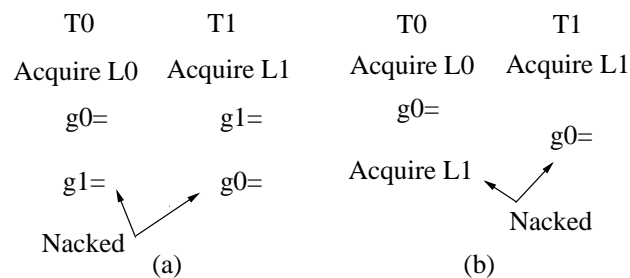 T0 T1
Acquire L0 Acquire L1
g0= g1=
g1= g0=
Nacked
(a)
T0 T1
Acquire L0 Acquire L1
g0=
g0=
Acquire L1
Nacked
(b)